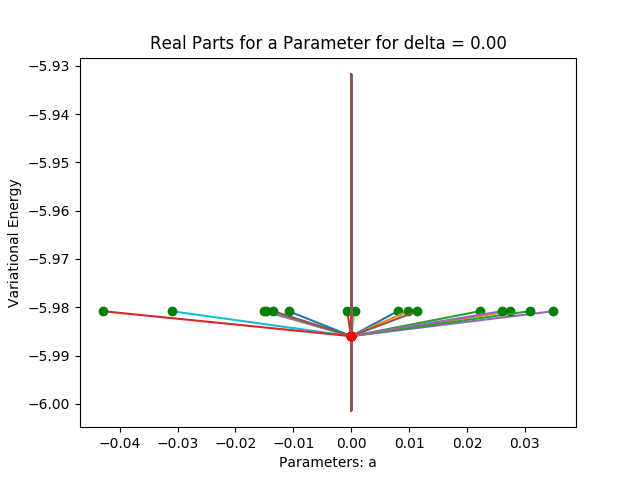 Real Parts for a Parameter for delta = 0.00
Variational Energy
−5.93
−5.94
−5.95
−5.96
−5.97
−5.98
−5.99
−6.00
−0.04 −0.03 −0.02 −0.01 0.00 0.01 0.02 0.03
Parameters: a